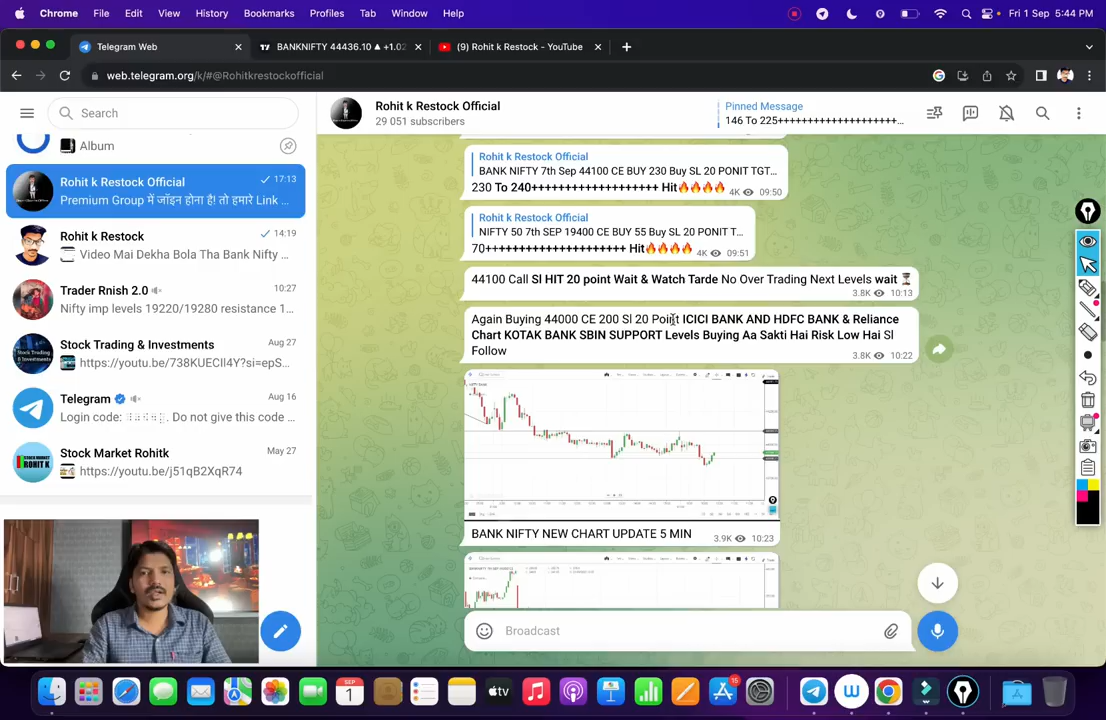 Chrome File Edit View History Bookmarks Profiles Tab Window Help Fri 1 Sep 5:44 PM
Telegram Web BANKNIFTY 44436.10 ▲ +1.02 (9) Rohit k Restock - YouTube
web.telegram.org/k/#@Rohitkrestockofficial
Search
Album
Rohit k Restock Official 17:13
Premium Group में जॉइन होना है! तो हमारे Link ...
Rohit k Restock 14:19
Video Mai Dekha Bola Tha Bank Nifty ...
Trader Rnish 2.0 10:27
Nifty imp levels 19220/19280 resistance 1...
Stock Trading & Investments Aug 27
https://youtu.be/738KUECIl4Y?si=epS...
Telegram Aug 16
Login code: Do not give this code ...
Stock Market Rohitk May 27
https://youtu.be/j51qB2XqR74
Rohit k Restock Official
29 051 subscribers
Pinned Message
146 To 225++++++++++++++++++...
Rohit k Restock Official
BANK NIFTY 7th Sep 44100 CE BUY 230 Buy SL 20 PONIT TGT...
230 To 240+++++++++++++++++++ Hit🔥🔥🔥🔥 4K 09:50
Rohit k Restock Official
NIFTY 50 7th SEP 19400 CE BUY 55 Buy SL 20 PONIT T...
70++++++++++++++++++++++ Hit🔥🔥🔥🔥 4K 09:51
44100 Call Sl HIT 20 point Wait & Watch Tarde No Over Trading Next Levels wait ⏳
3.8K 10:13
Again Buying 44000 CE 200 Sl 20 Point ICICI BANK AND HDFC BANK & Reliance
Chart KOTAK BANK SBIN SUPPORT Levels Buying Aa Sakti Hai Risk Low Hai Sl
Follow 3.8K 10:22
BANK NIFTY NEW CHART UPDATE 5 MIN 3.9K 10:23
Broadcast
SEP
1
tv
15